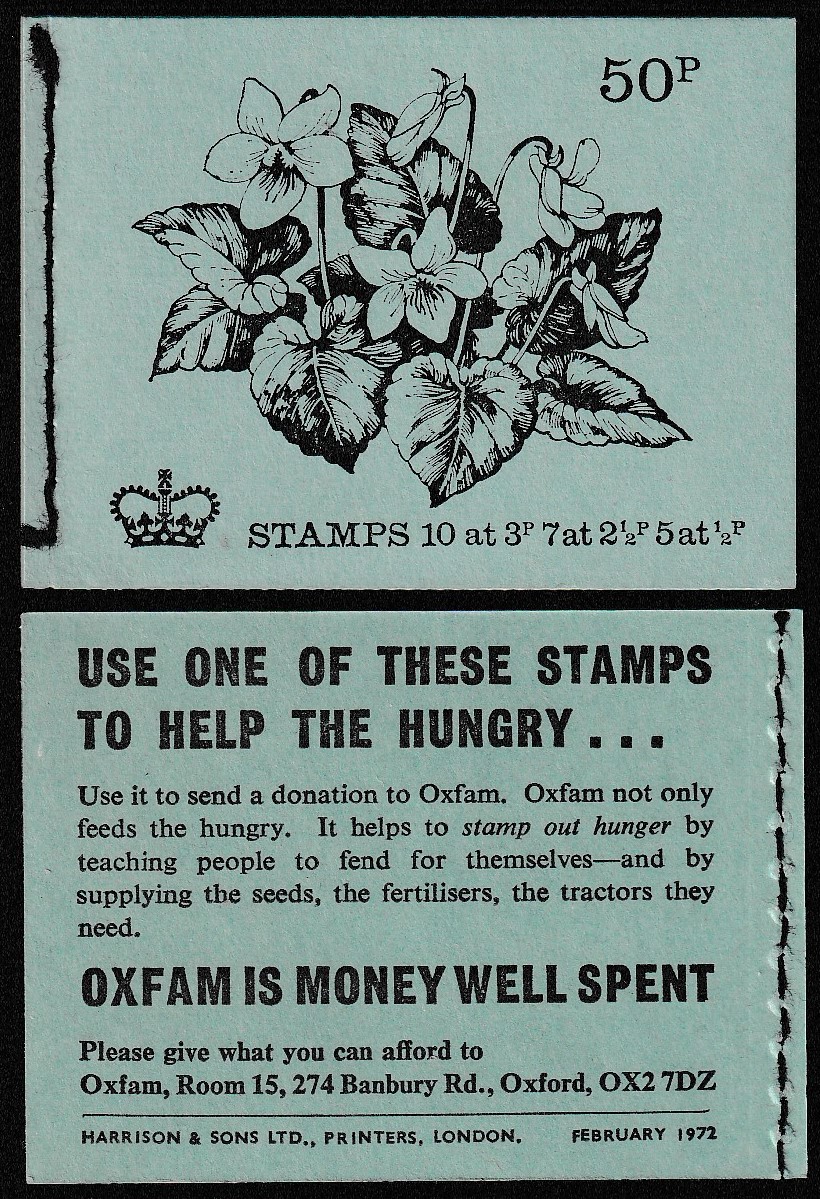 50P
STAMPS 10 at 3P 7 at 2½P 5 at ½P
USE ONE OF THESE STAMPS
TO HELP THE HUNGRY...
Use it to send a donation to Oxfam. Oxfam not only
feeds the hungry. It helps to stamp out hunger by
teaching people to fend for themselves—and by
supplying the seeds, the fertilisers, the tractors they
need.
OXFAM IS MONEY WELL SPENT
Please give what you can afford to
Oxfam, Room 15, 274 Banbury Rd., Oxford, OX2 7DZ
HARRISON & SONS LTD., PRINTERS, LONDON. FEBRUARY 1972